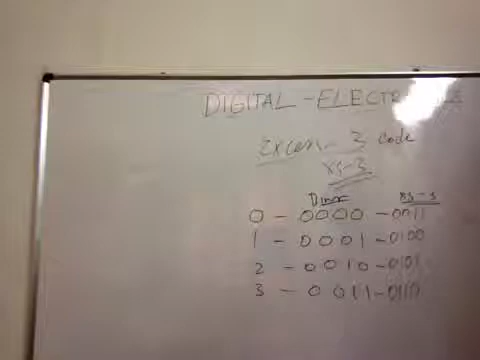 DIGITAL - ELECTR
Excess - 3 code
XS-3
XS-3
0 - 0000 - 0011
1 - 0001 - 0100
2 - 0010 - 0101
3 - 0011 - 0110